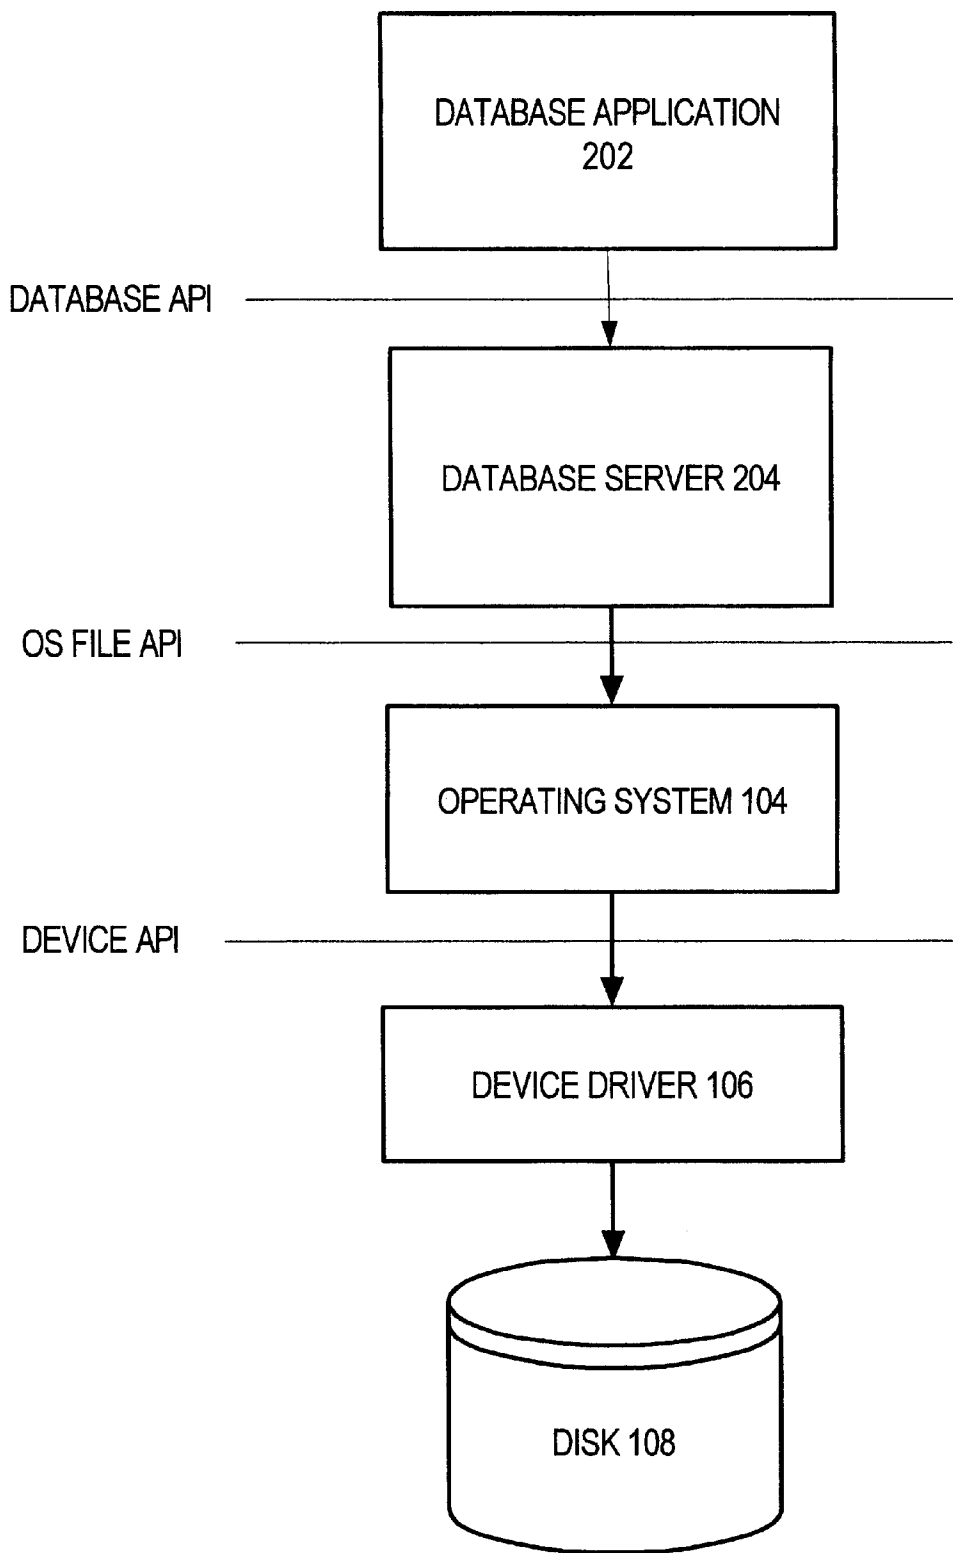 DATABASE APPLICATION
202
DATABASE API
DATABASE SERVER 204
OS FILE API
OPERATING SYSTEM 104
DEVICE API
DEVICE DRIVER 106
DISK 108